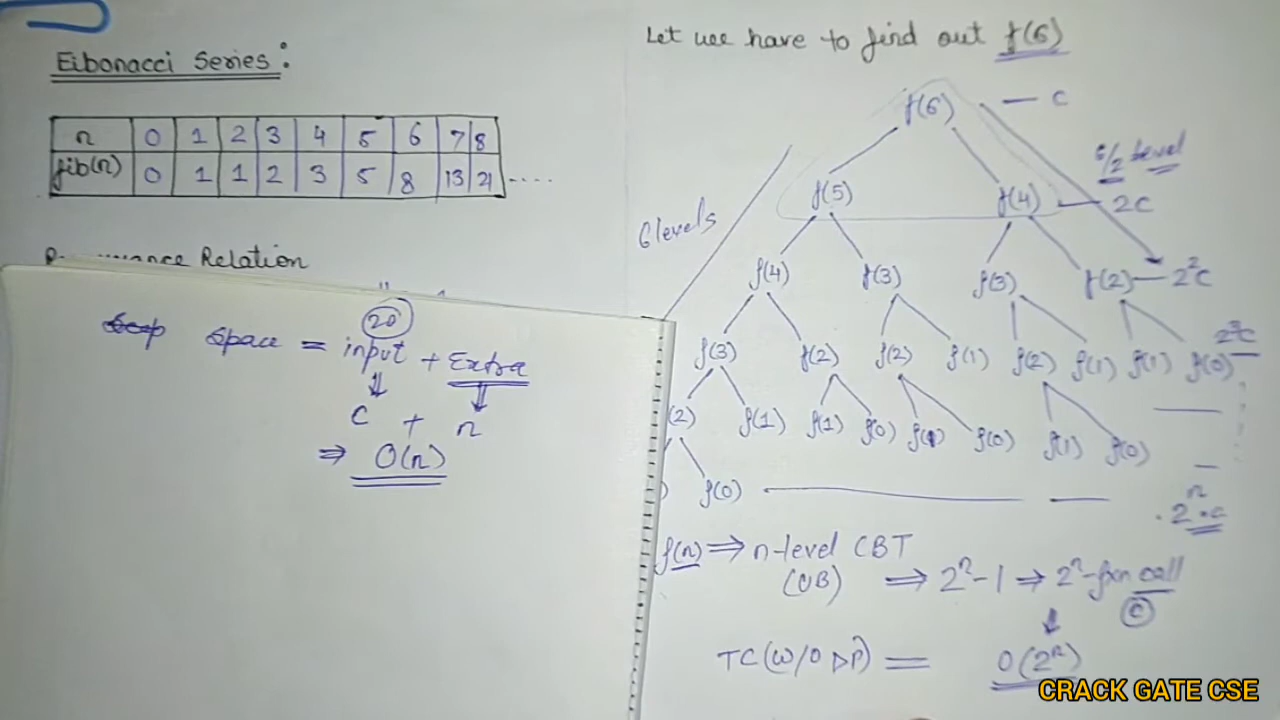 Fibonacci Series :
n 0 1 2 3 4 5 6 7 8
fib(n) 0 1 1 2 3 5 8 13 21 ....
Relation
Space = input + Extra
20
C + n
⇒ O(n)
Let we have to find out f(6)
f(6) — C
6/2 level
6 levels
f(5) f(4) — 2C
f(4) f(3) f(3) f(2) — 2²C
f(3) f(2) f(2) f(1) f(2) f(1) f(1) f(0) 2³C
(2) f(1) f(1) f(0) f(1) f(0) f(1) f(0)
) f(0)
2ⁿ·C
f(n) ⇒ n-level CBT
(UB) ⇒ 2ⁿ-1 ⇒ 2ⁿ-fxn call
C
TC(W/O DP) = O(2ⁿ)
CRACK GATE CSE